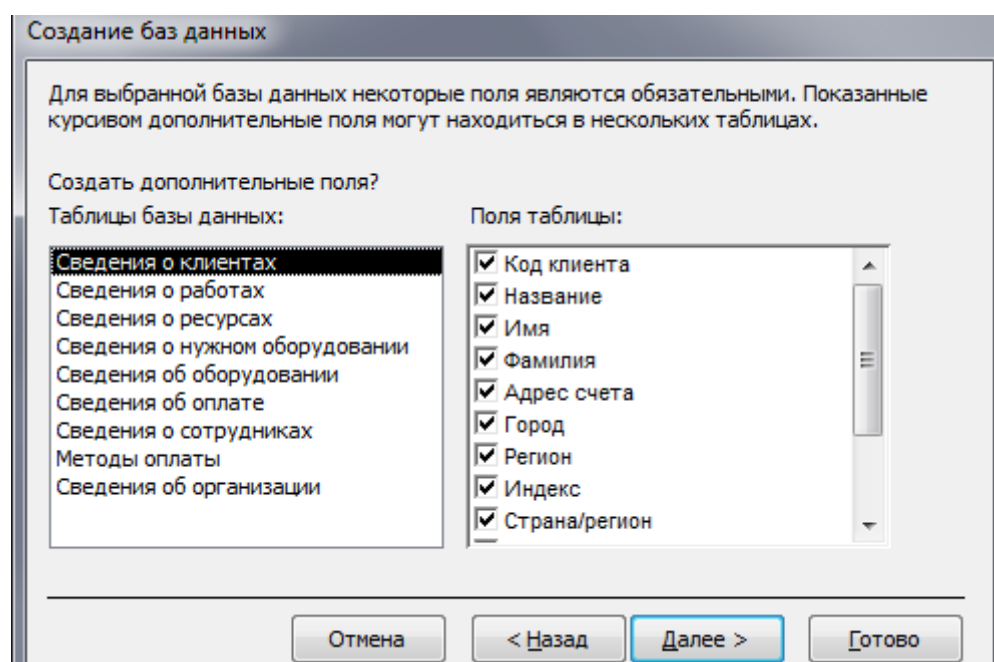 Создание баз данных
Для выбранной базы данных некоторые поля являются обязательными. Показанные
курсивом дополнительные поля могут находиться в нескольких таблицах.
Создать дополнительные поля?
Таблицы базы данных:
Сведения о клиентах
Сведения о работах
Сведения о ресурсах
Сведения о нужном оборудовании
Сведения об оборудовании
Сведения об оплате
Сведения о сотрудниках
Методы оплаты
Сведения об организации
Поля таблицы:
Код клиента
Название
Имя
Фамилия
Адрес счета
Город
Регион
Индекс
Страна/регион
Отмена
< Назад
Далее >
Готово